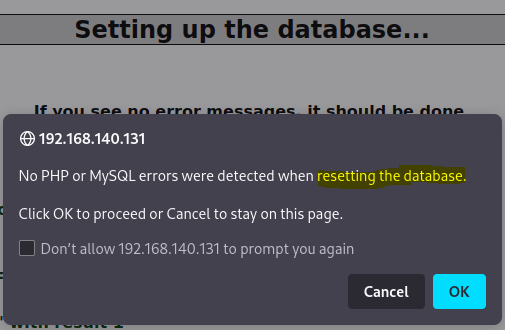 Setting up the database...
If you see no error messages, it should be done.
192.168.140.131
No PHP or MySQL errors were detected when resetting the database.
Click OK to proceed or Cancel to stay on this page.
Don't allow 192.168.140.131 to prompt you again
Cancel
OK
with result 1